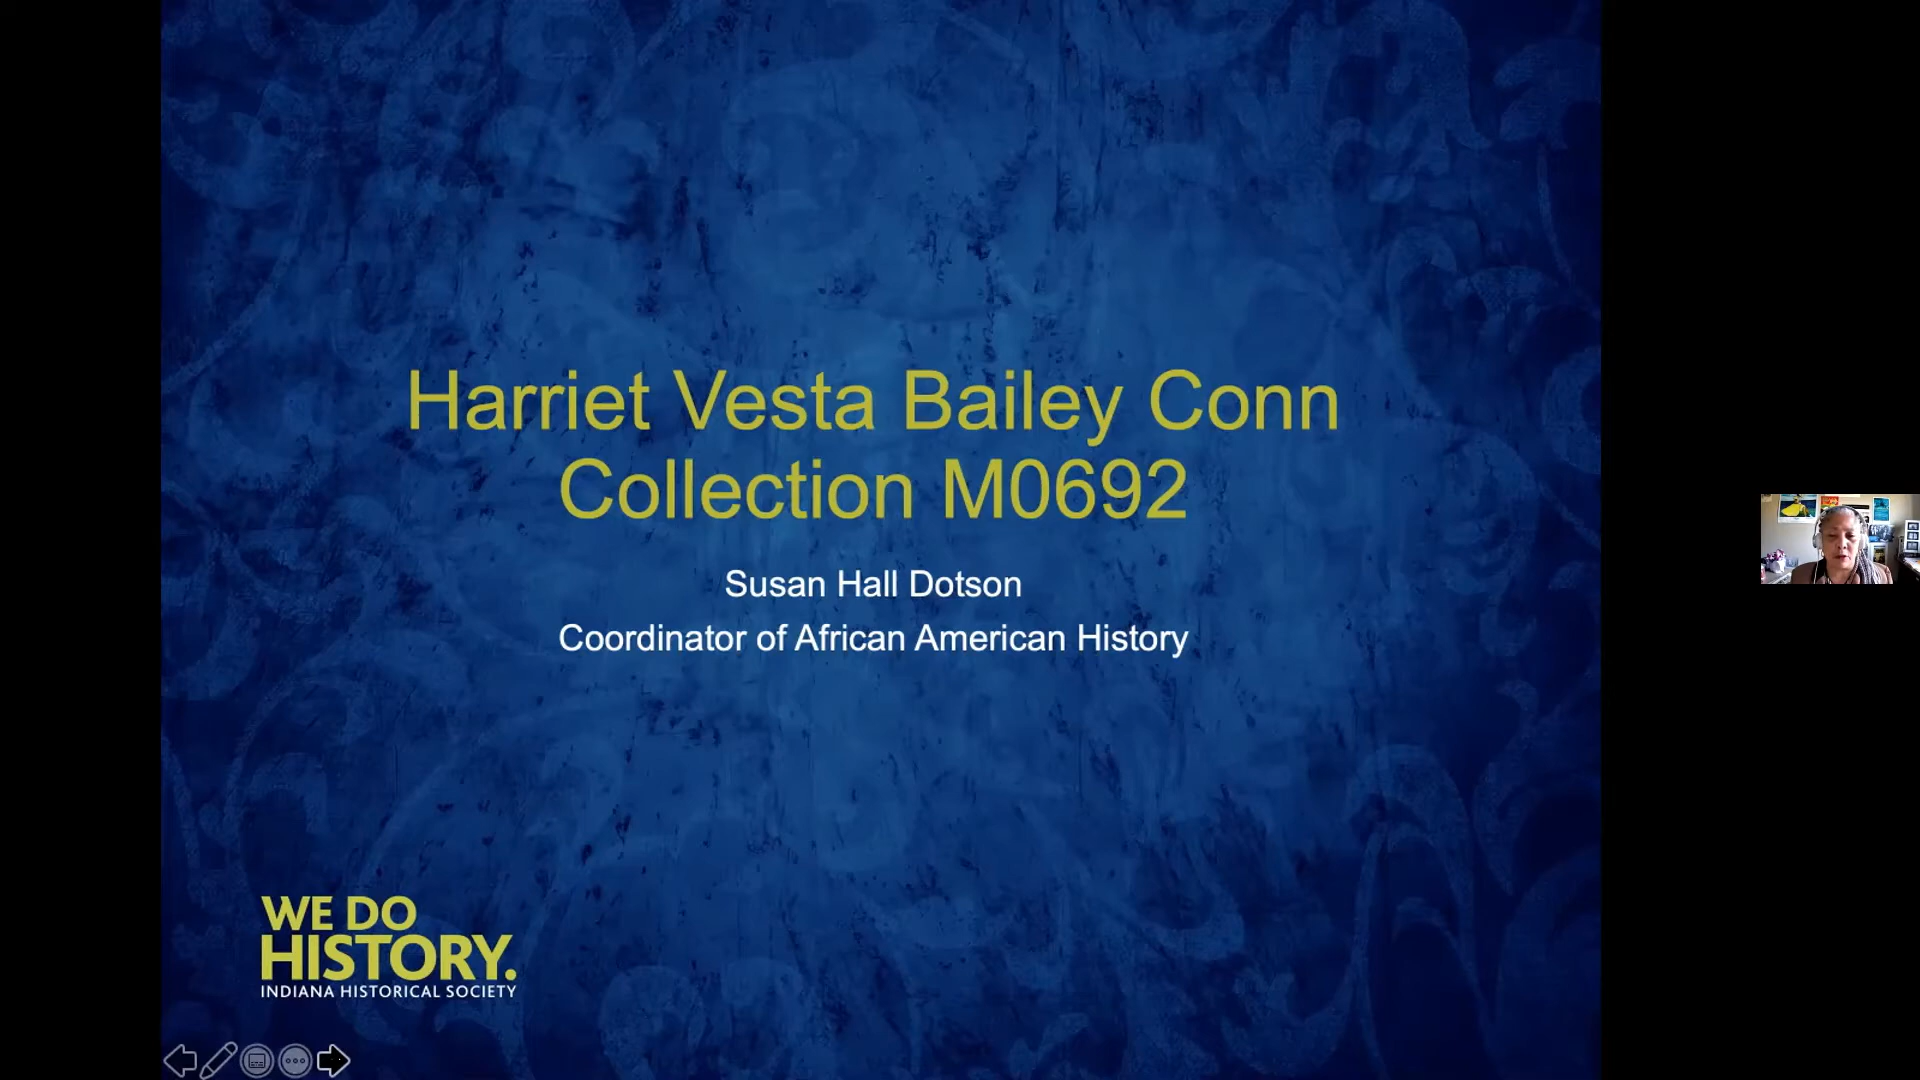 Harriet Vesta Bailey Conn
Collection M0692
Susan Hall Dotson
Coordinator of African American History
WE DO
HISTORY.
INDIANA HISTORICAL SOCIETY